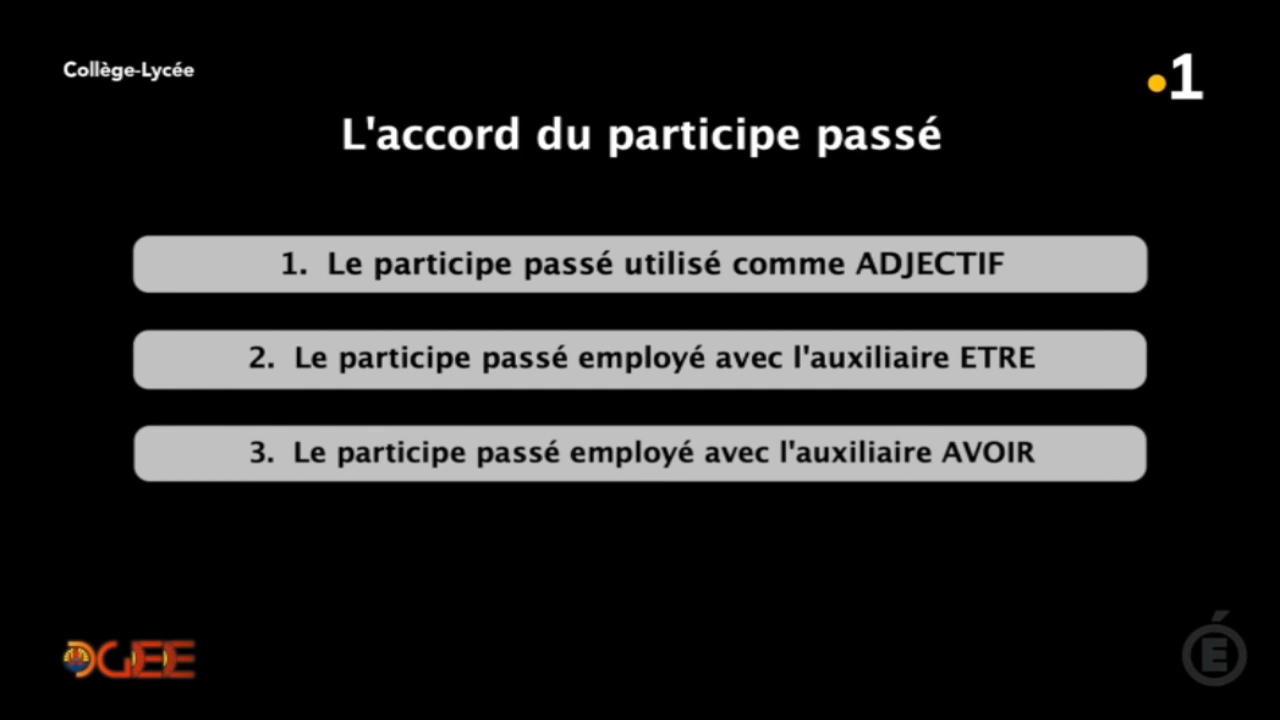 Collège-Lycée
1
L'accord du participe passé
1. Le participe passé utilisé comme ADJECTIF
2. Le participe passé employé avec l'auxiliaire ETRE
3. Le participe passé employé avec l'auxiliaire AVOIR
DGEE
É